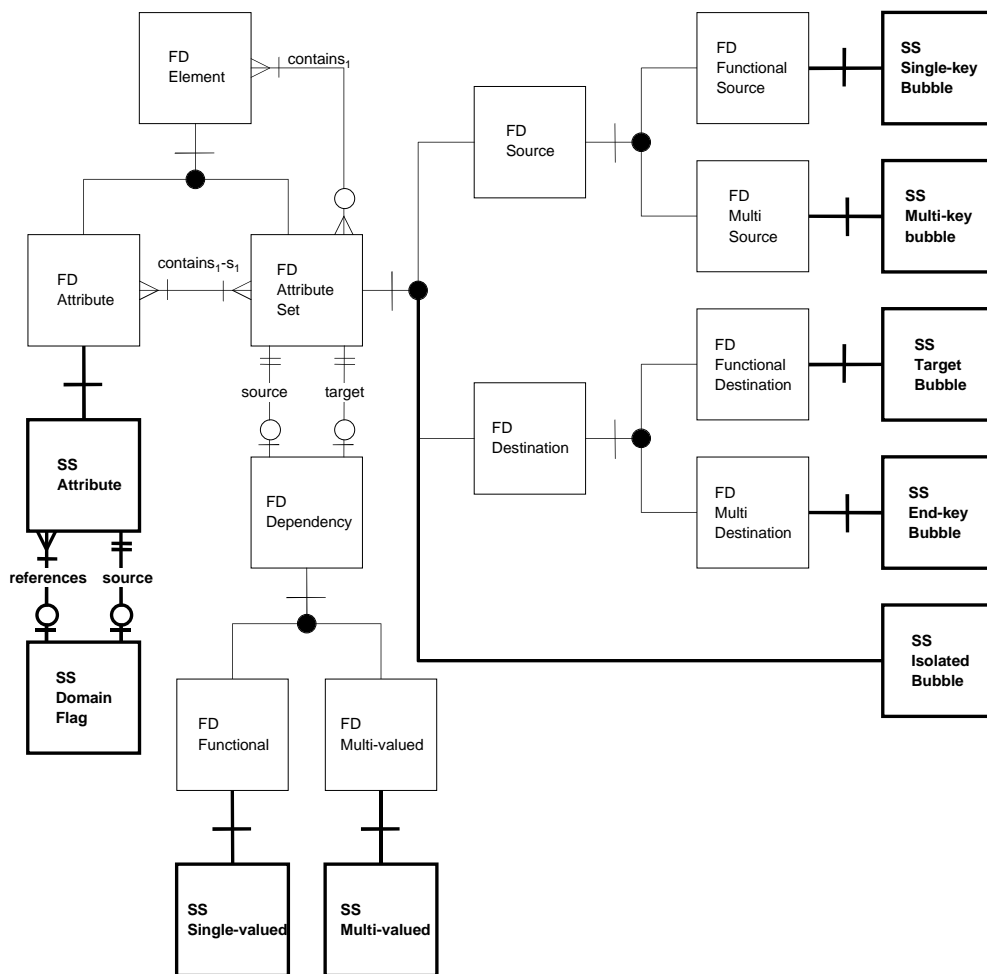 FD
Element
contains1
FD
Functional
Source
SS
Single-key
Bubble
FD
Source
FD
Multi
Source
SS
Multi-key
bubble
FD
Attribute
contains1-s1
FD
Attribute
Set
FD
Functional
Destination
SS
Target
Bubble
source
target
FD
Destination
SS
Attribute
FD
Dependency
FD
Multi
Destination
SS
End-key
Bubble
references
source
SS
Domain
Flag
SS
Isolated
Bubble
FD
Functional
FD
Multi-valued
SS
Single-valued
SS
Multi-valued